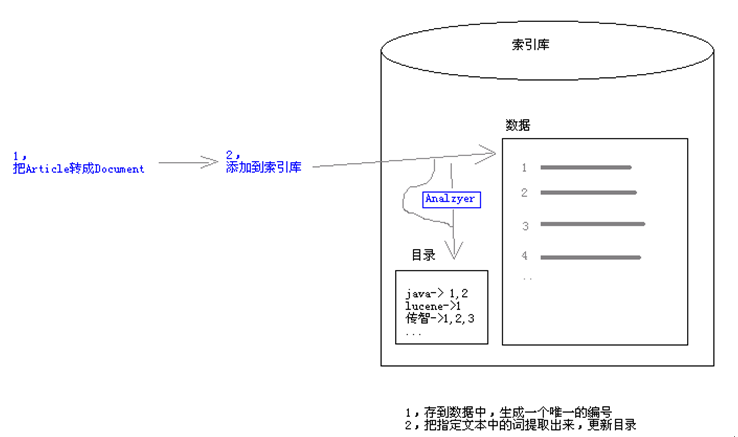 索引库
数据
1，
把Article转成Document
2，
添加到索引库
1
2
3
4
..
Analzyer
目录
java-> 1,2
lucene->1
传智->1,2,3
...
1，存到数据中，生成一个唯一的编号
2，把指定文本中的词提取出来，更新目录